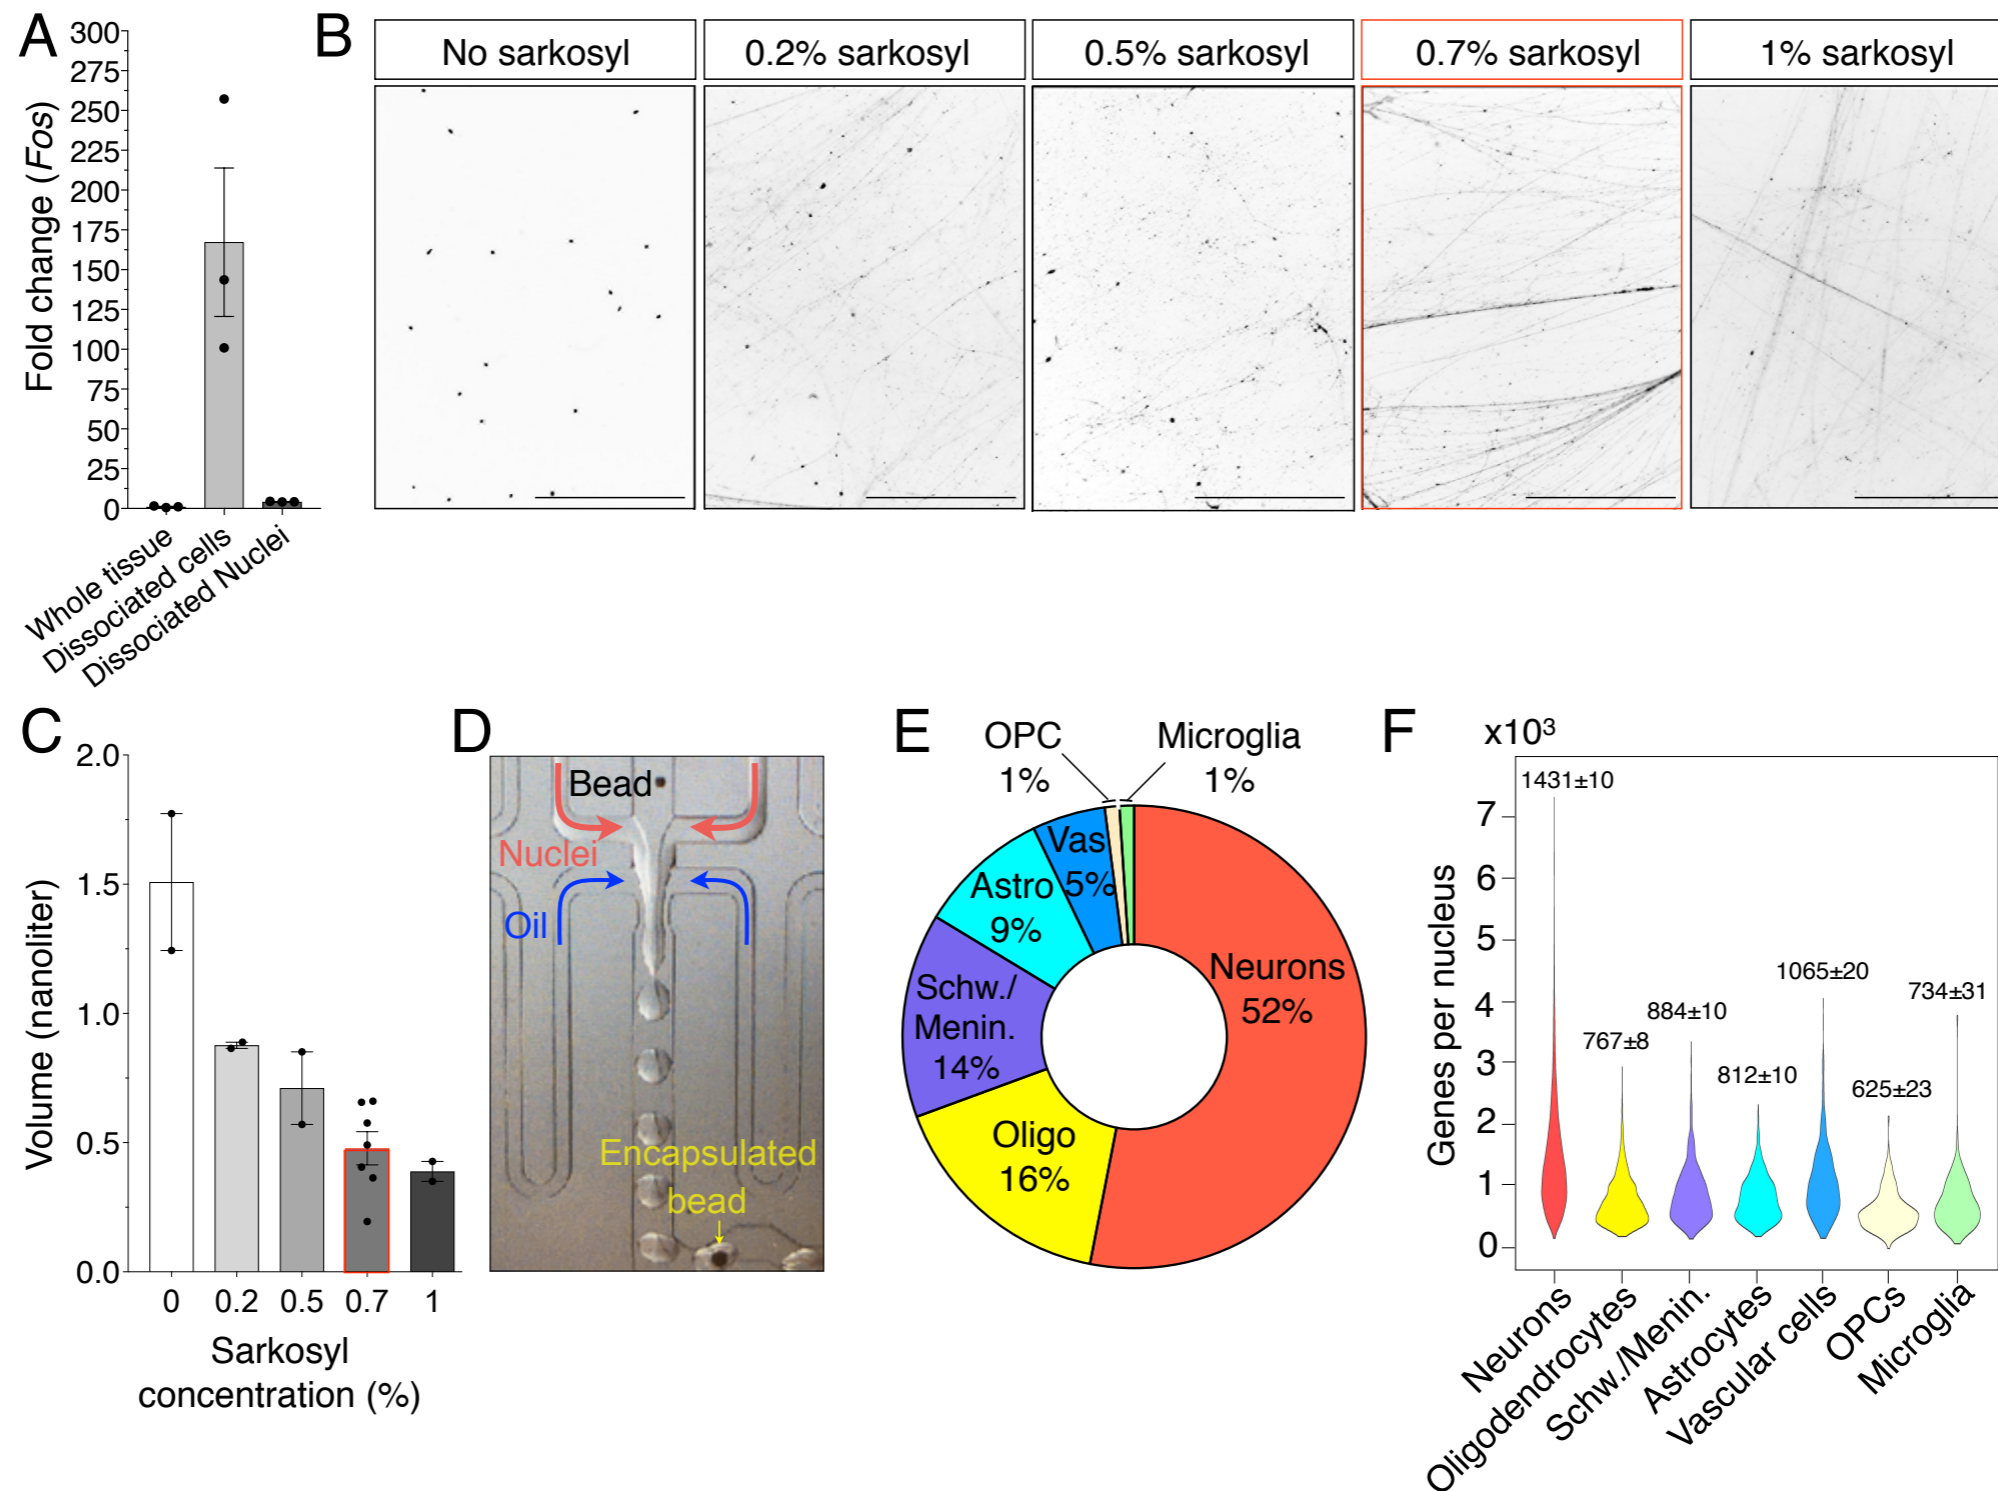 A
300
275
250
225
200
175
150
125
100
75
50
25
0
Fold change (Fos)
Whole tissue
Dissociated cells
Dissociated Nuclei
B
No sarkosyl
0.2% sarkosyl
0.5% sarkosyl
0.7% sarkosyl
1% sarkosyl
C
2.0
1.5
1.0
0.5
0.0
Volume (nanoliter)
0
0.2
0.5
0.7
1
Sarkosyl
concentration (%)
D
Bead
Nuclei
Oil
Encapsulated
bead
E
OPC
1%
Microglia
1%
Vas
5%
Astro
9%
Schw./
Menin.
14%
Oligo
16%
Neurons
52%
F
x10³
7
6
5
4
3
2
1
0
Genes per nucleus
1431±10
767±8
884±10
812±10
1065±20
625±23
734±31
Neurons
Oligodendrocytes
Schw./Menin.
Astrocytes
Vascular cells
OPCs
Microglia